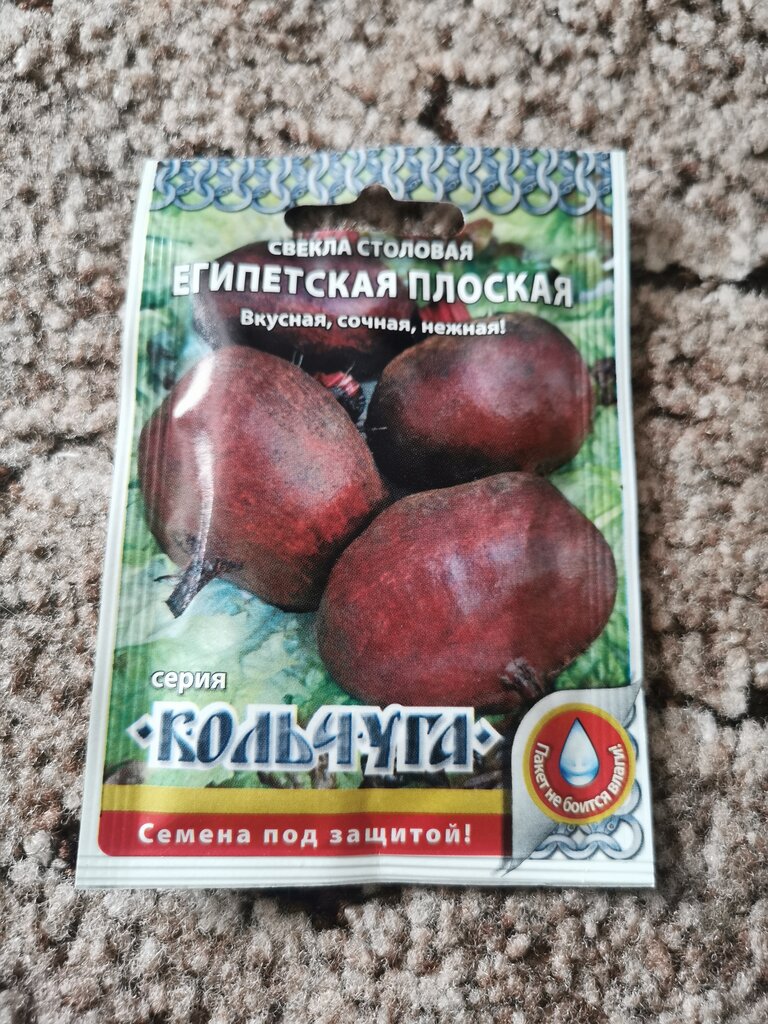 СВЕКЛА СТОЛОВАЯ
ЕГИПЕТСКАЯ ПЛОСКАЯ
Вкусная, сочная, нежная!
серия
·КОЛЬЧУГА·
Пакет не боится влаги!
Семена под защитой!